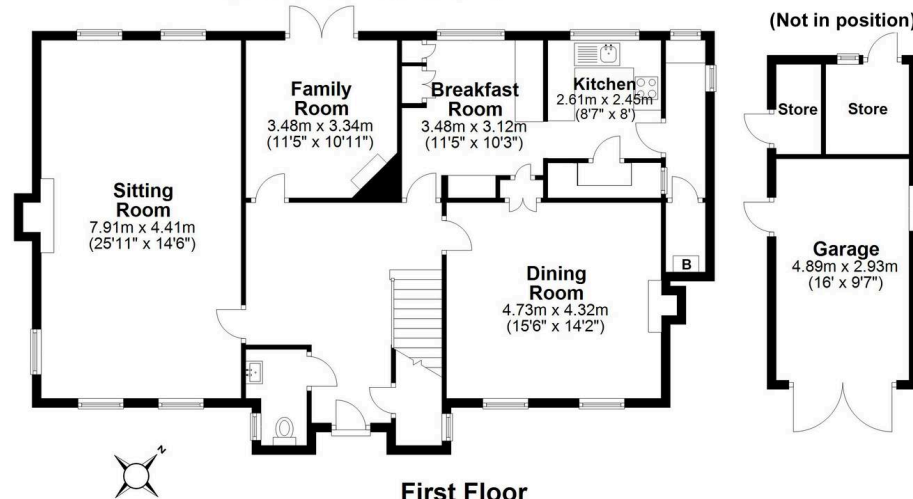 (Not in position)
Family
Room
3.48m x 3.34m
(11'5" x 10'11")
Breakfast
Room
3.48m x 3.12m
(11'5" x 10'3")
Kitchen
2.61m x 2.45m
(8'7" x 8')
Store
Store
Sitting
Room
7.91m x 4.41m
(25'11" x 14'6")
Dining
Room
4.73m x 4.32m
(15'6" x 14'2")
B
Garage
4.89m x 2.93m
(16' x 9'7")
N
First Floor